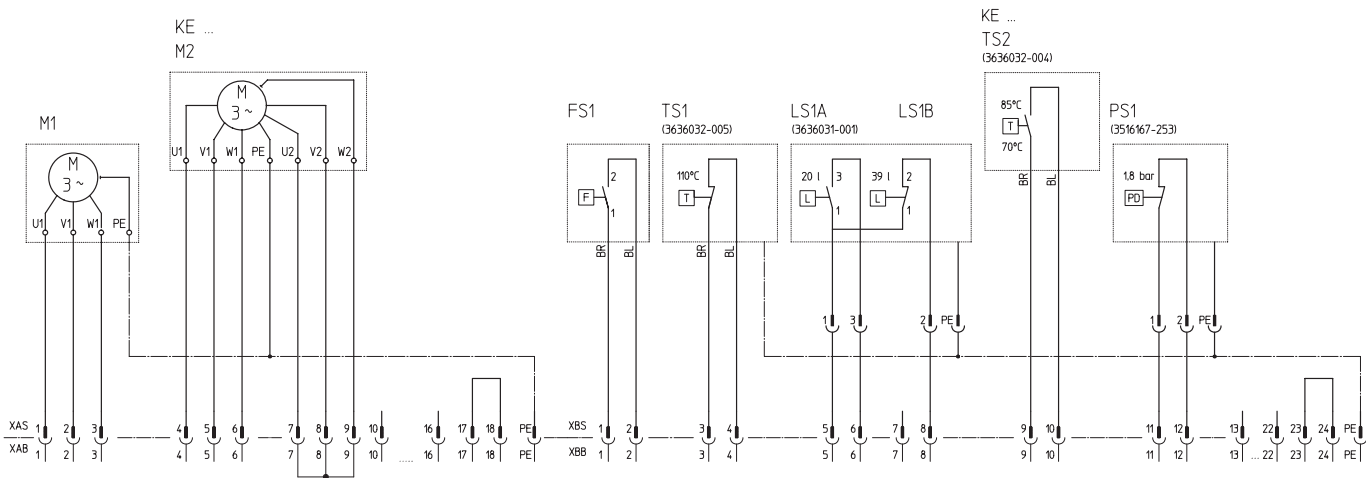 KE ...
M2
KE ...
TS2
(3636032-004)
M1
FS1
TS1
(3636032-005)
LS1A
(3636031-001)
LS1B
PS1
(3516167-253)
M
3 ~
U1 V1 W1 PE U2 V2 W2
M
3 ~
U1 V1 W1 PE
F
2
1
BR BL
110°C
T
BR BL
20 l
L
3
1
39 l
L
2
1
85°C
T
70°C
BR BL
1,8 bar
PD
1 3 2 PE
1 2 PE
XAS 1 2 3 4 5 6 7 8 9 10 16 17 18 PE
XAB 1 2 3 4 5 6 7 8 9 10 ..... 16 17 18 PE
XBS 1 2 3 4 5 6 7 8 9 10 11 12 13 22 23 24 PE
XBB 1 2 3 4 5 6 7 8 9 10 11 12 13 ... 22 23 24 PE